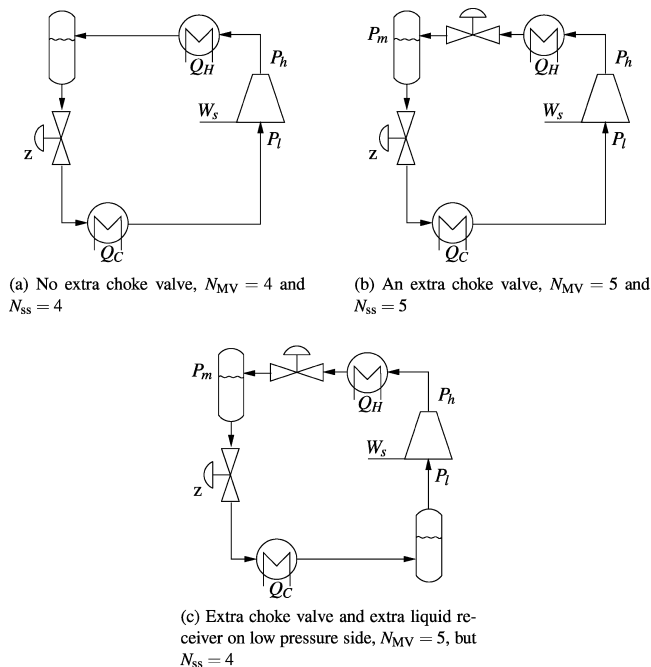 Q_H
P_h
W_s
z
P_l
Q_C
(a) No extra choke valve, N_MV = 4 and
N_ss = 4
P_m
Q_H
P_h
W_s
z
P_l
Q_C
(b) An extra choke valve, N_MV = 5 and
N_ss = 5
P_m
Q_H
P_h
W_s
z
P_l
Q_C
(c) Extra choke valve and extra liquid re-
ceiver on low pressure side, N_MV = 5, but
N_ss = 4